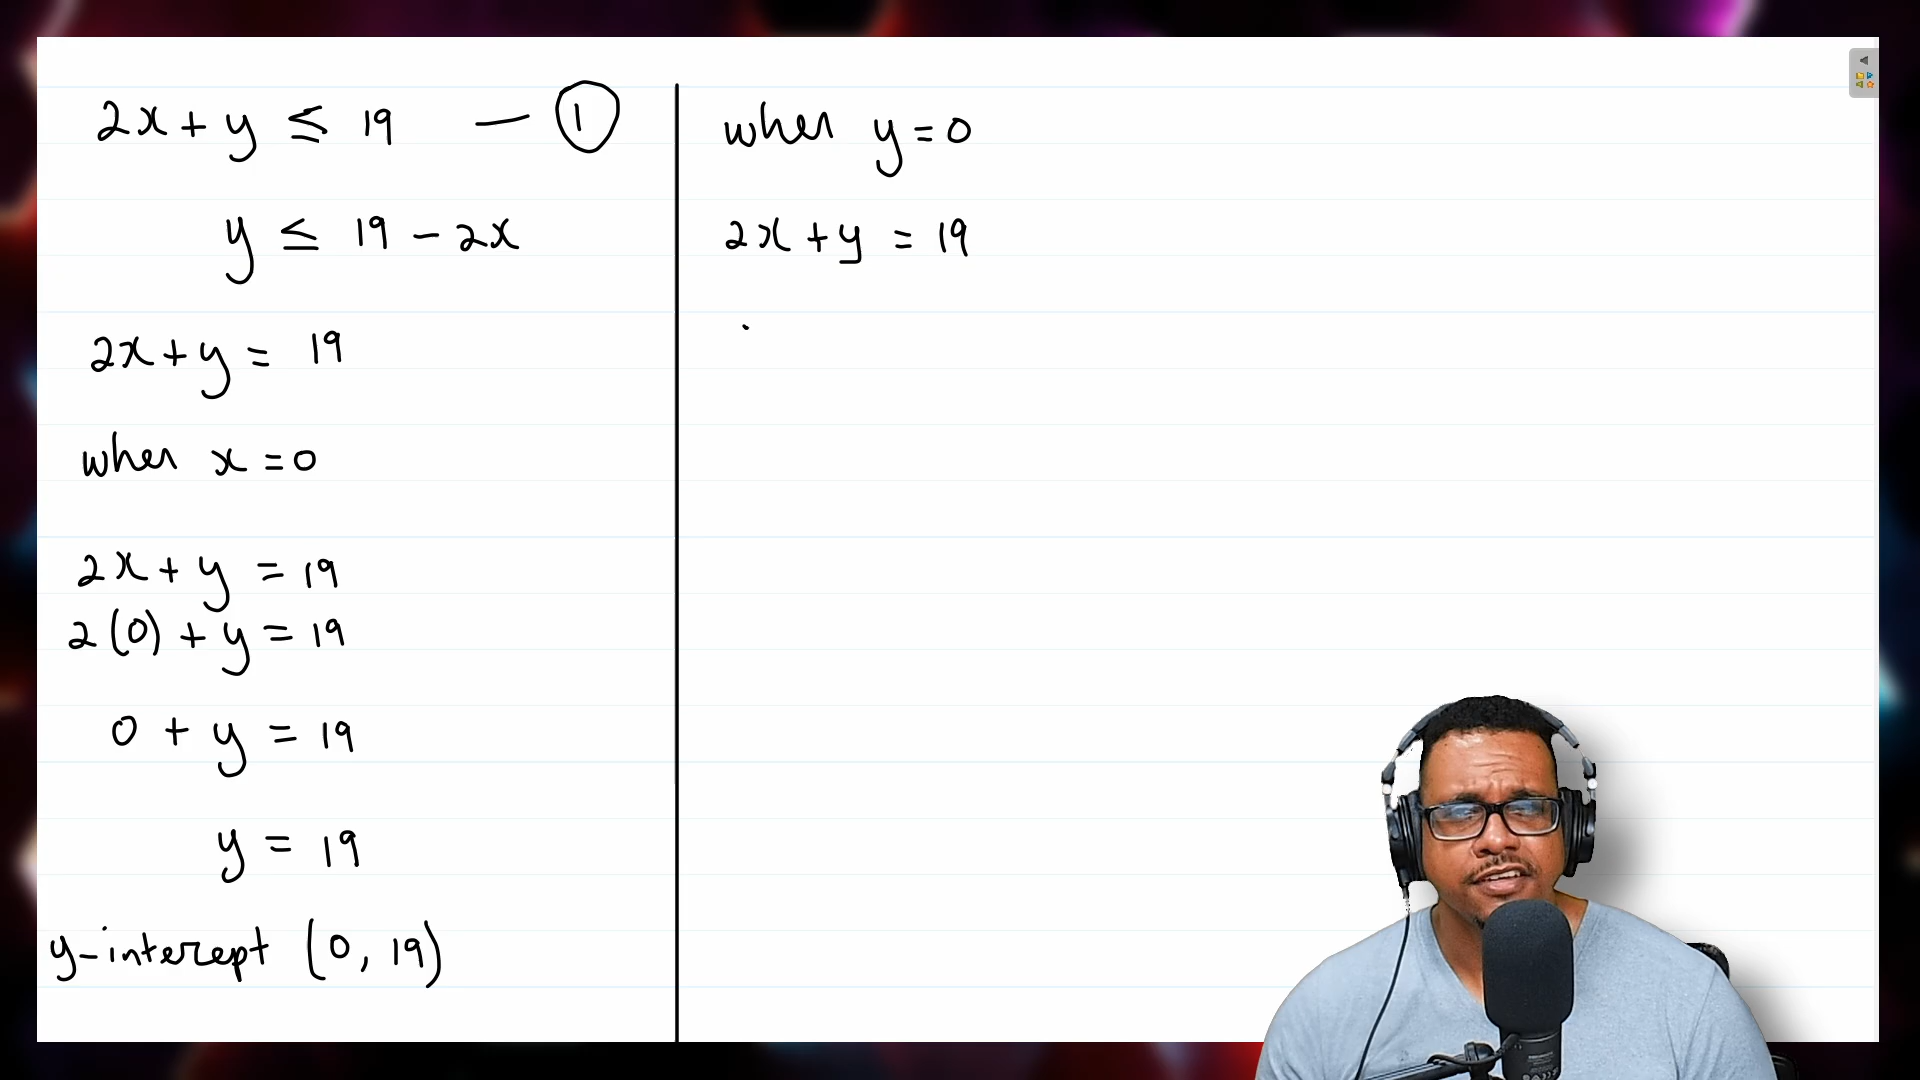 2x + y ≤ 19 — ①
y ≤ 19 - 2x
2x + y = 19
when x = 0
2x + y = 19
2(0) + y = 19
0 + y = 19
y = 19
y-intercept (0, 19)
when y = 0
2x + y = 19